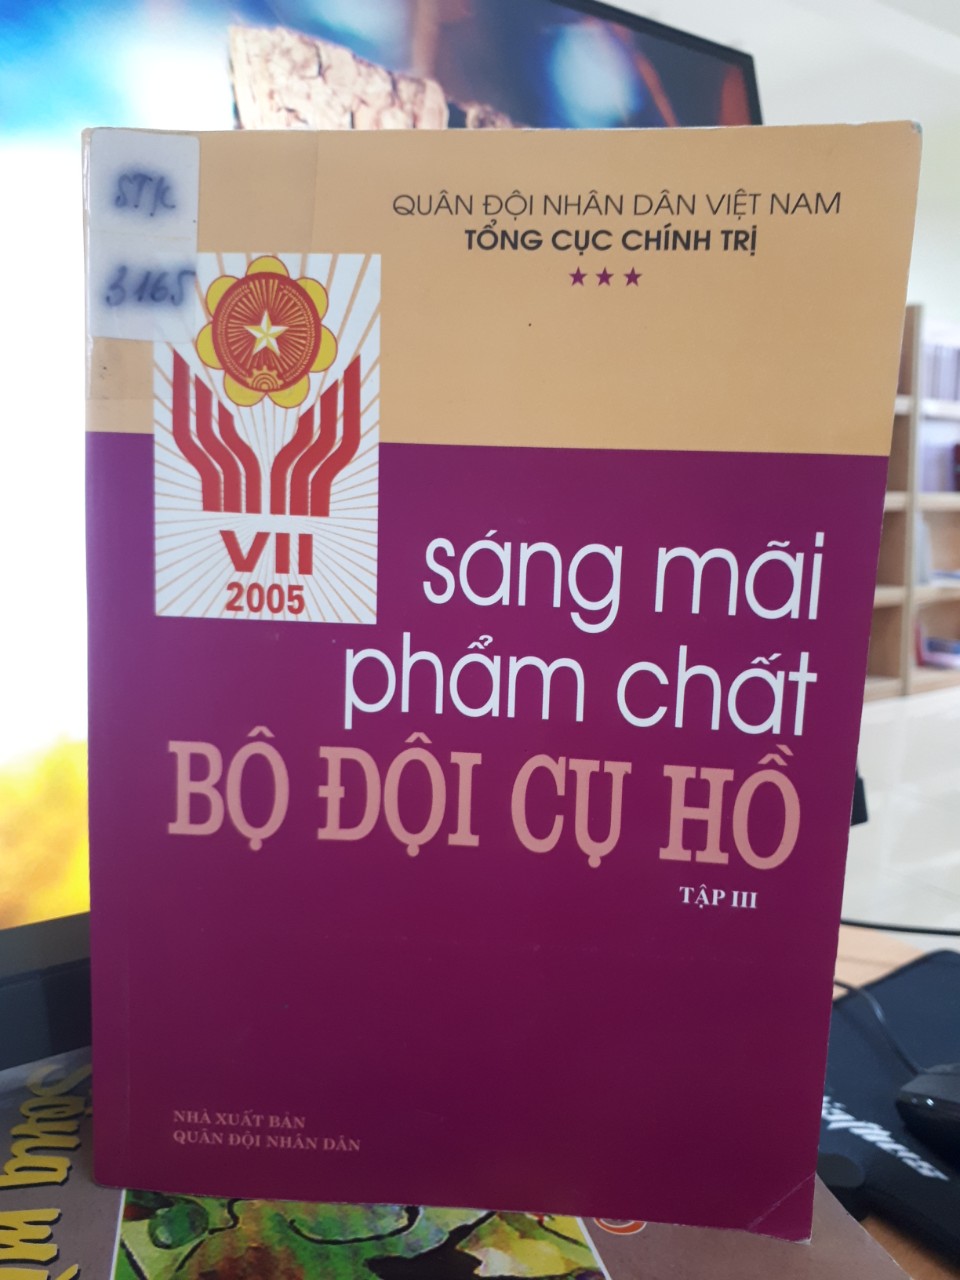 STK
3165
QUÂN ĐỘI NHÂN DÂN VIỆT NAM
TỔNG CỤC CHÍNH TRỊ
★★★
VII
2005
sáng mãi
phẩm chất
BỘ ĐỘI CỤ HỒ
TẬP III
NHÀ XUẤT BẢN
QUÂN ĐỘI NHÂN DÂN